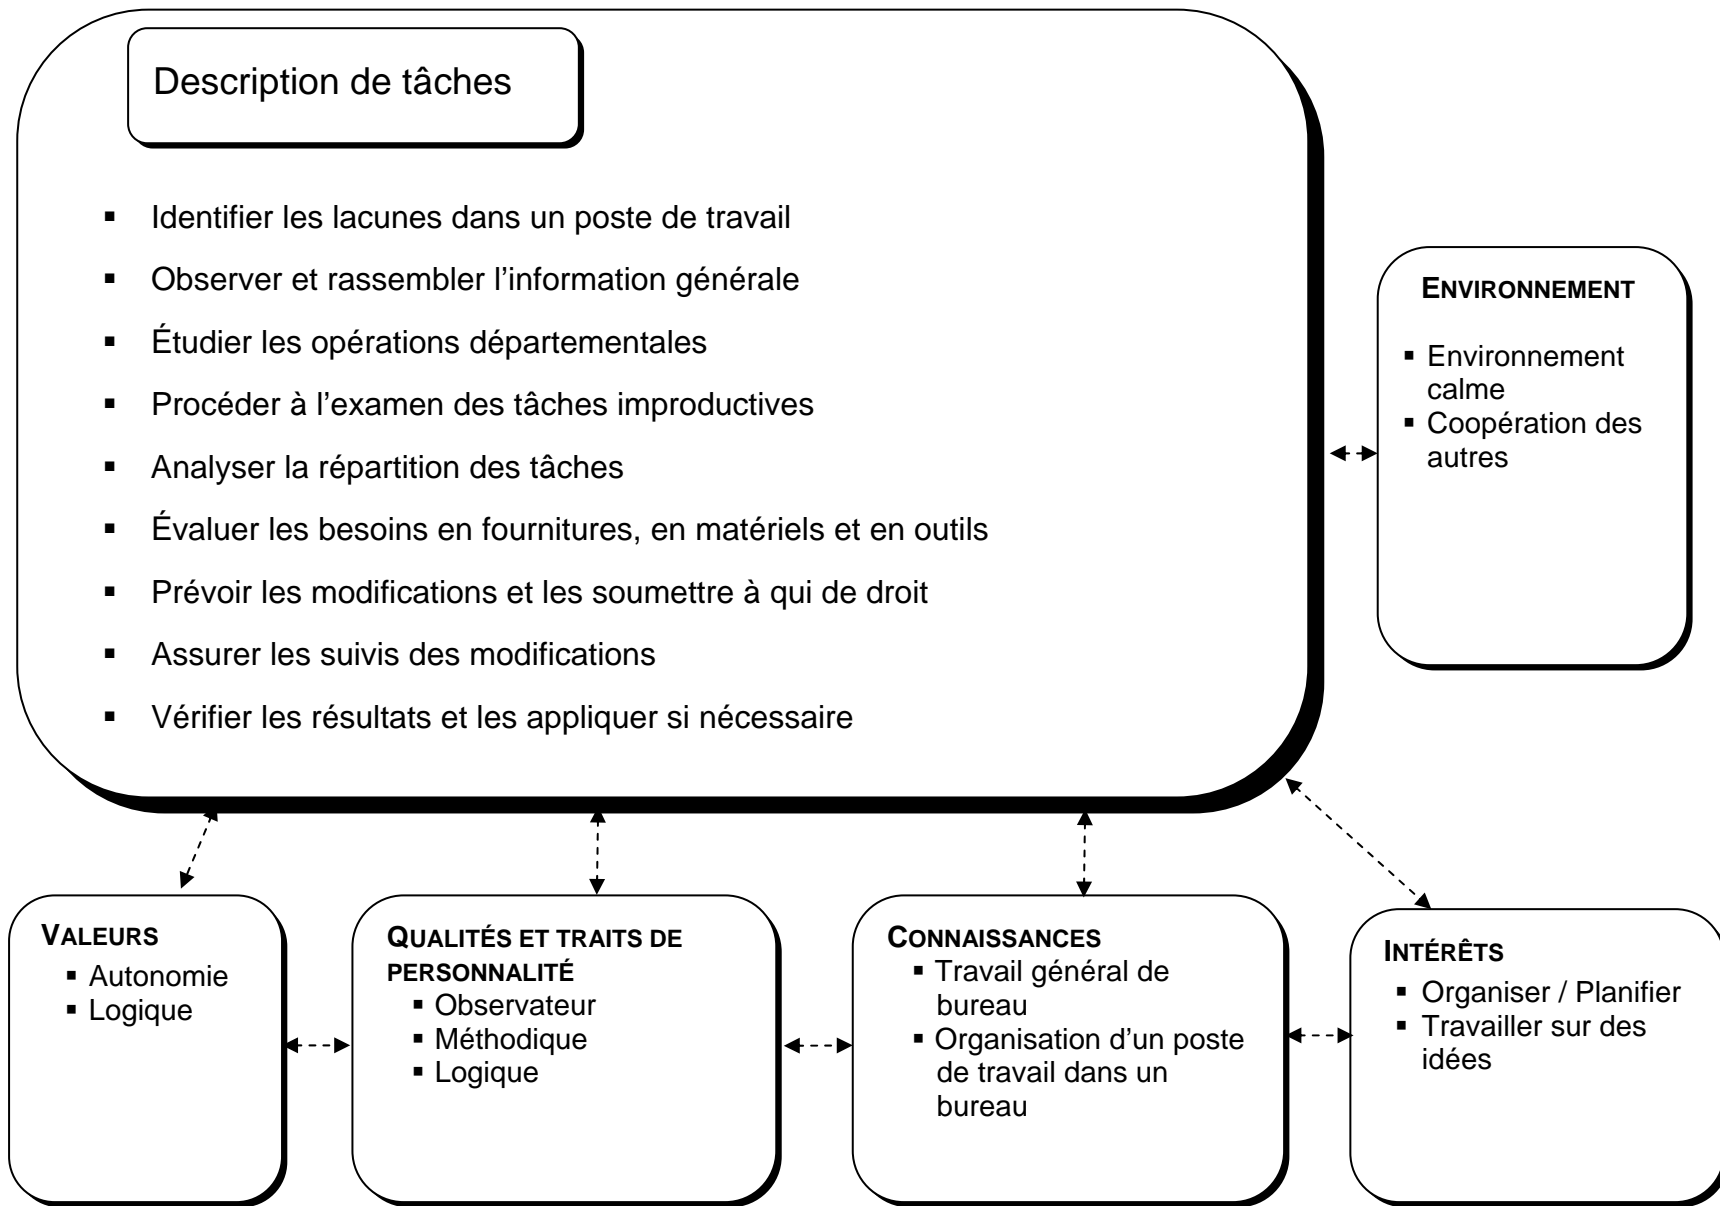 Description de tâches
▪ Identifier les lacunes dans un poste de travail
▪ Observer et rassembler l’information générale
▪ Étudier les opérations départementales
▪ Procéder à l’examen des tâches improductives
▪ Analyser la répartition des tâches
▪ Évaluer les besoins en fournitures, en matériels et en outils
▪ Prévoir les modifications et les soumettre à qui de droit
▪ Assurer les suivis des modifications
▪ Vérifier les résultats et les appliquer si nécessaire
ENVIRONNEMENT
▪ Environnement
calme
▪ Coopération des
autres
VALEURS
▪ Autonomie
▪ Logique
QUALITÉS ET TRAITS DE
PERSONNALITÉ
▪ Observateur
▪ Méthodique
▪ Logique
CONNAISSANCES
▪ Travail général de
bureau
▪ Organisation d’un poste
de travail dans un
bureau
INTÉRÊTS
▪ Organiser / Planifier
▪ Travailler sur des
idées